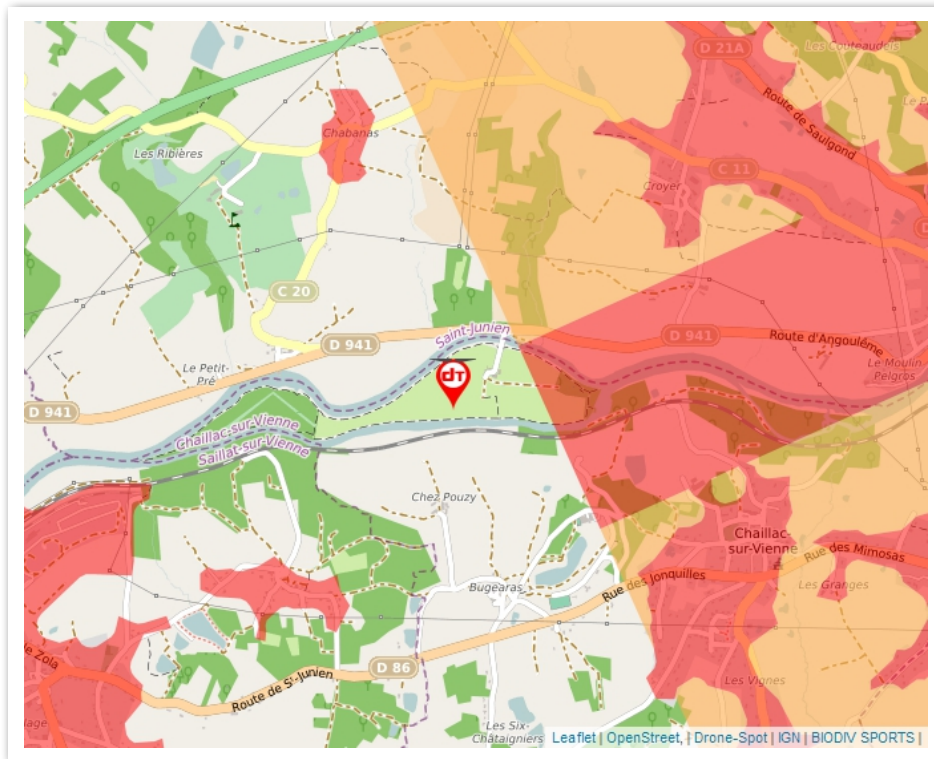 D 21A
Les Couteaudeis
Route de Saulgond
Chabanas
Les Ribières
C 11
Croyer
C 20
Saint-Junien
D 941
D 941
Route d'Angoulême
Le Petit-
Pré
Le Moulin
Pelgros
D 941
Chaillac-sur-Vienne
Saillat-sur-Vienne
Chez Pouzy
Chaillac-
sur-Vienne
Rue des Mimosas
Bugearas
Rue des Jonquilles
Les Granges
Zola
D 86
Route de S'-Junien
Les Vignes
Les Six-
Châtaigniers
Leaflet | OpenStreet, | Drone-Spot | IGN | BIODIV SPORTS |